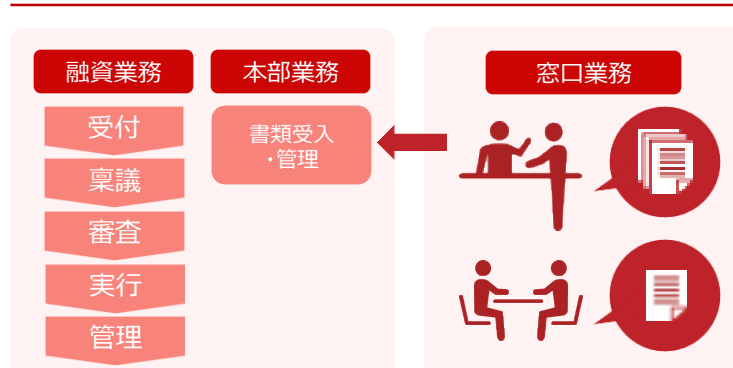 融資業務
本部業務
窓口業務
受付
稟議
審査
実行
管理
書類受入
・管理